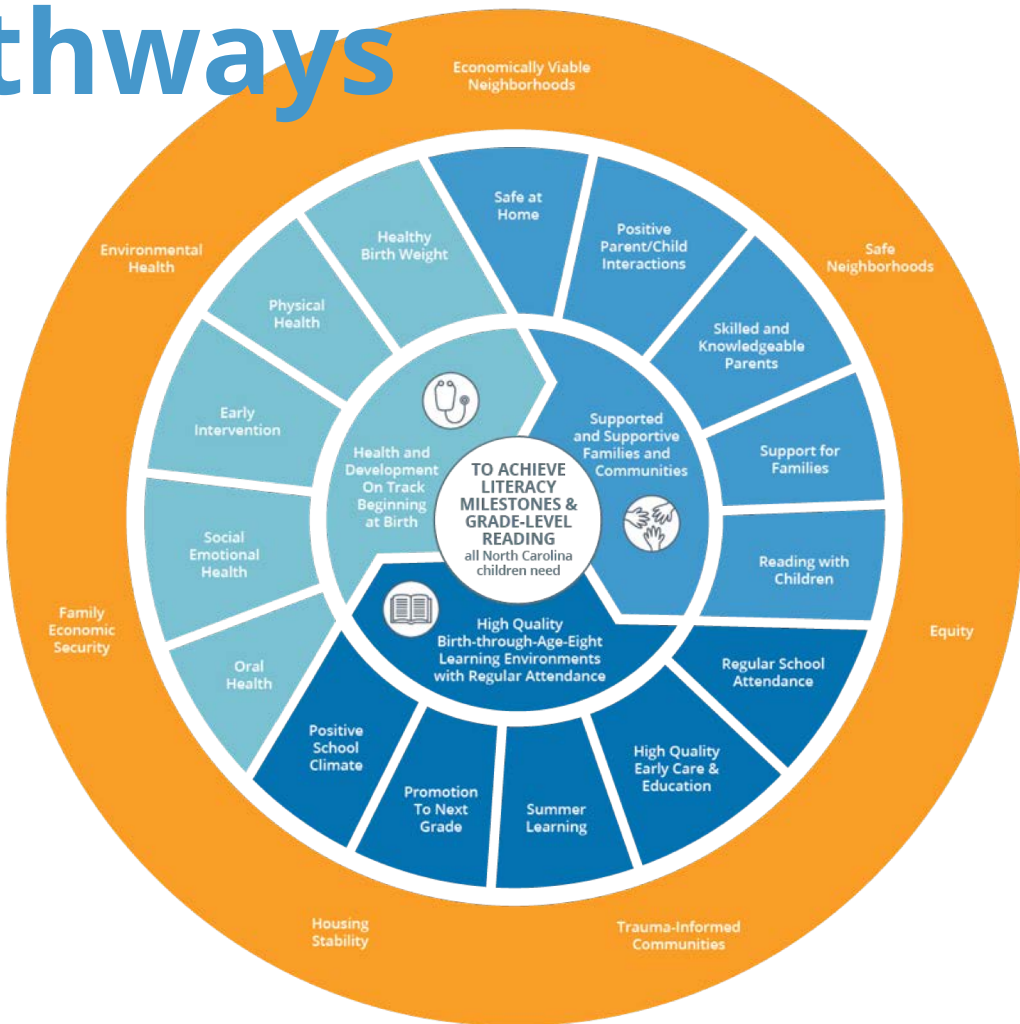 thways
Economically Viable
Neighborhoods
Safe
Neighborhoods
Equity
Trauma-Informed
Communities
Housing
Stability
Family
Economic
Security
Environmental
Health
Safe at
Home
Positive
Parent/Child
Interactions
Skilled and
Knowledgeable
Parents
Support for
Families
Reading with
Children
Regular School
Attendance
High Quality
Early Care &
Education
Summer
Learning
Promotion
To Next
Grade
Positive
School
Climate
Oral
Health
Social
Emotional
Health
Early
Intervention
Physical
Health
Healthy
Birth Weight
Supported
and Supportive
Families and
Communities
High Quality
Birth-through-Age-Eight
Learning Environments
with Regular Attendance
Health and
Development
On Track
Beginning
at Birth
TO ACHIEVE
LITERACY
MILESTONES &
GRADE-LEVEL
READING
all North Carolina
children need